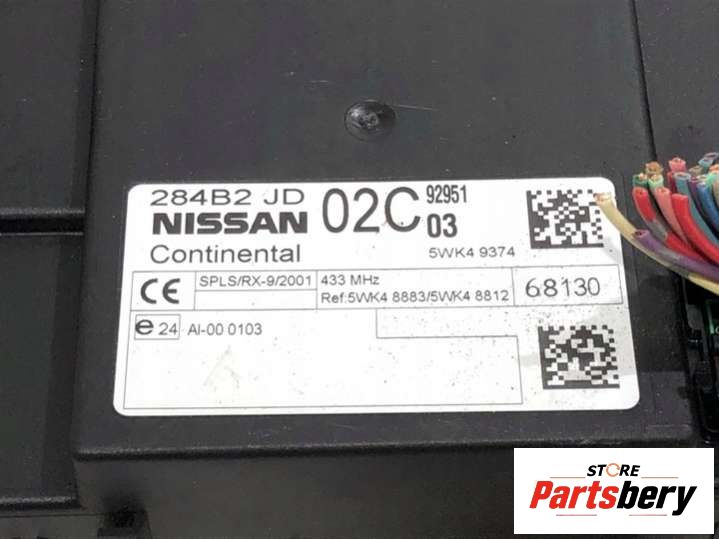 284B2 JD 02C 92951
NISSAN 03
Continental 5WK4 9374
CE SPLS/RX-9/2001 433 MHz
Ref:5WK4 8883/5WK4 8812 68130
e 24 AI-00 0103
STORE
Partsbery